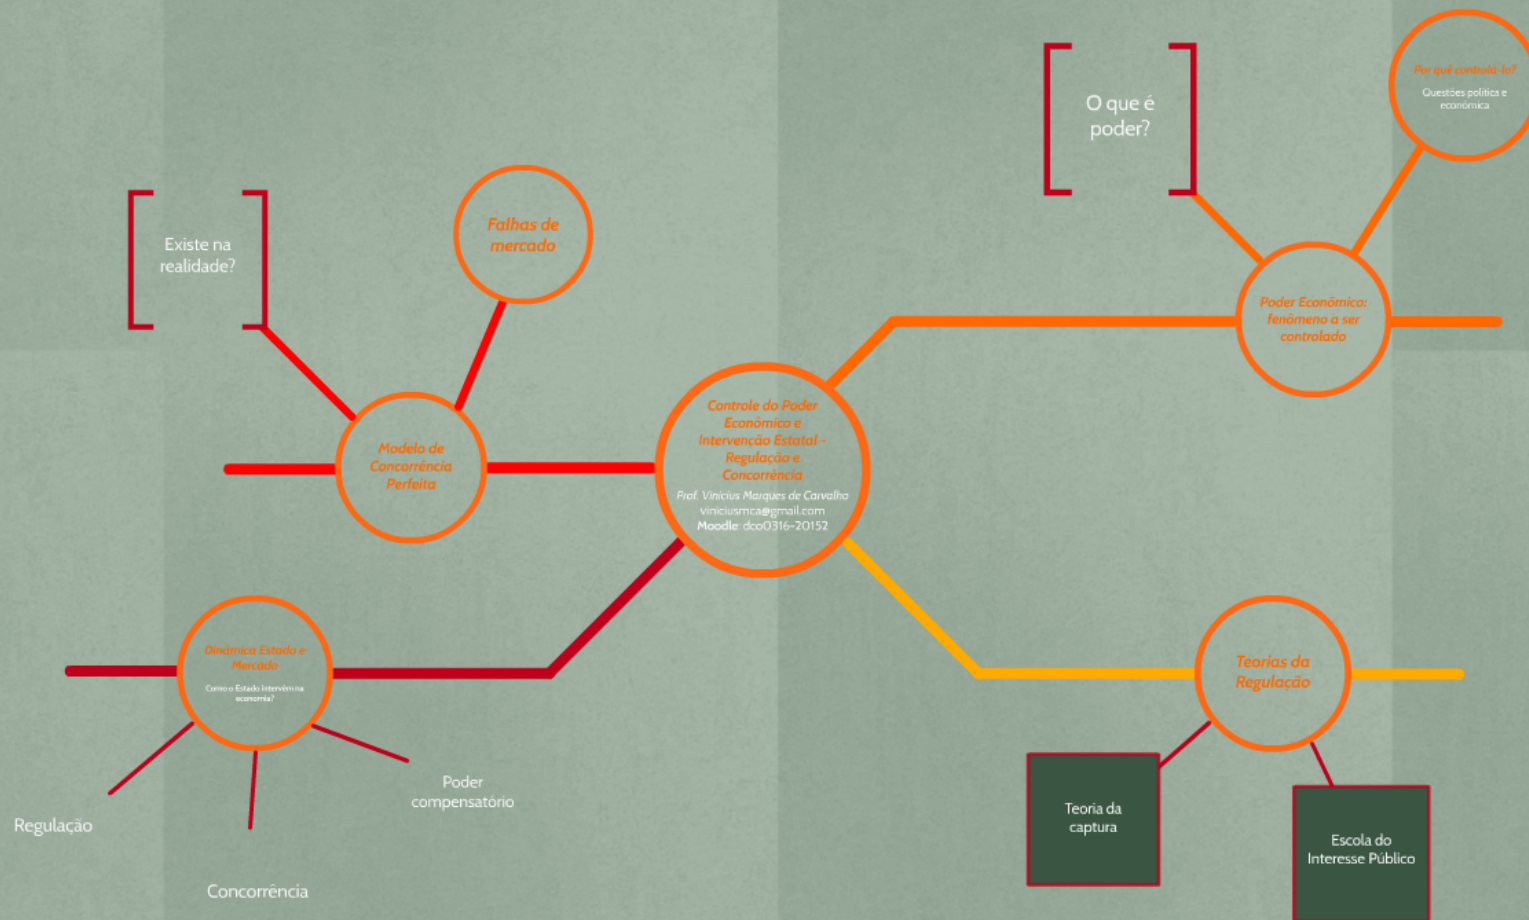 Por quê controlá-lo?
Questões política e
econômica
O que é
poder?
Existe na
realidade?
Falhas de
mercado
Poder Econômico:
fenômeno a ser
controlado
Modelo de
Concorrência
Perfeita
Controle do Poder
Econômico e
Intervenção Estatal -
Regulação e
Concorrência
Prof. Vinícius Marques de Carvalho
viniciusmca@gmail.com
Moodle: dco0316-20152
Dinâmica Estado e
Mercado
Como o Estado intervém na
economia?
Regulação
Concorrência
Poder
compensatório
Teorias da
Regulação
Teoria da
captura
Escola do
Interesse Público